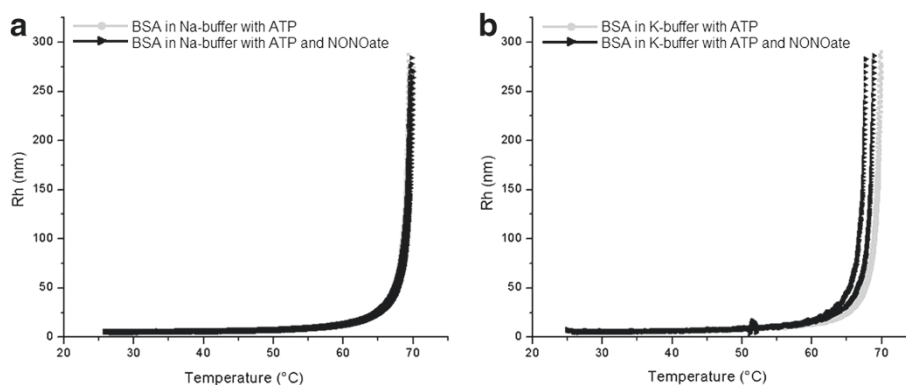 a
BSA in Na-buffer with ATP
BSA in Na-buffer with ATP and NONOate
300
250
200
150
100
50
0
Rh (nm)
20 30 40 50 60 70
Temperature (°C)
b
BSA in K-buffer with ATP
BSA in K-buffer with ATP and NONOate
300
250
200
150
100
50
0
Rh (nm)
20 30 40 50 60 70
Temperature (°C)